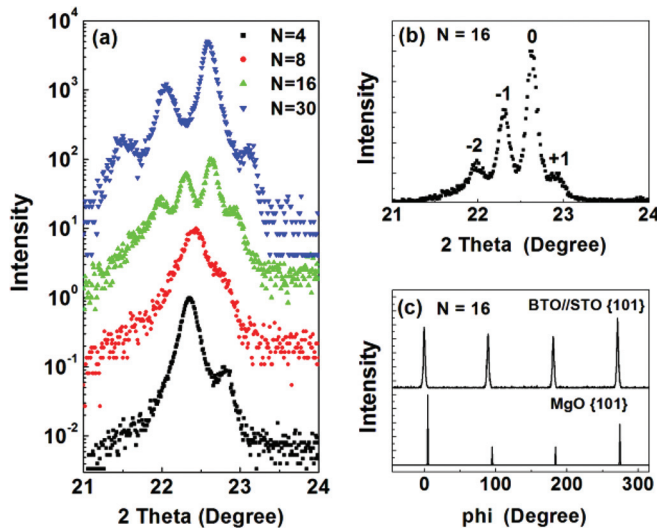 (a)
N=4
N=8
N=16
N=30
10^4
10^3
10^2
10^1
10^0
10^-1
10^-2
Intensity
21 22 23 24
2 Theta (Degree)
(b) N = 16
0
-1
-2
+1
Intensity
21 22 23 24
2 Theta (Degree)
(c) N = 16
BTO//STO {101}
MgO {101}
Intensity
0 100 200 300
phi (Degree)